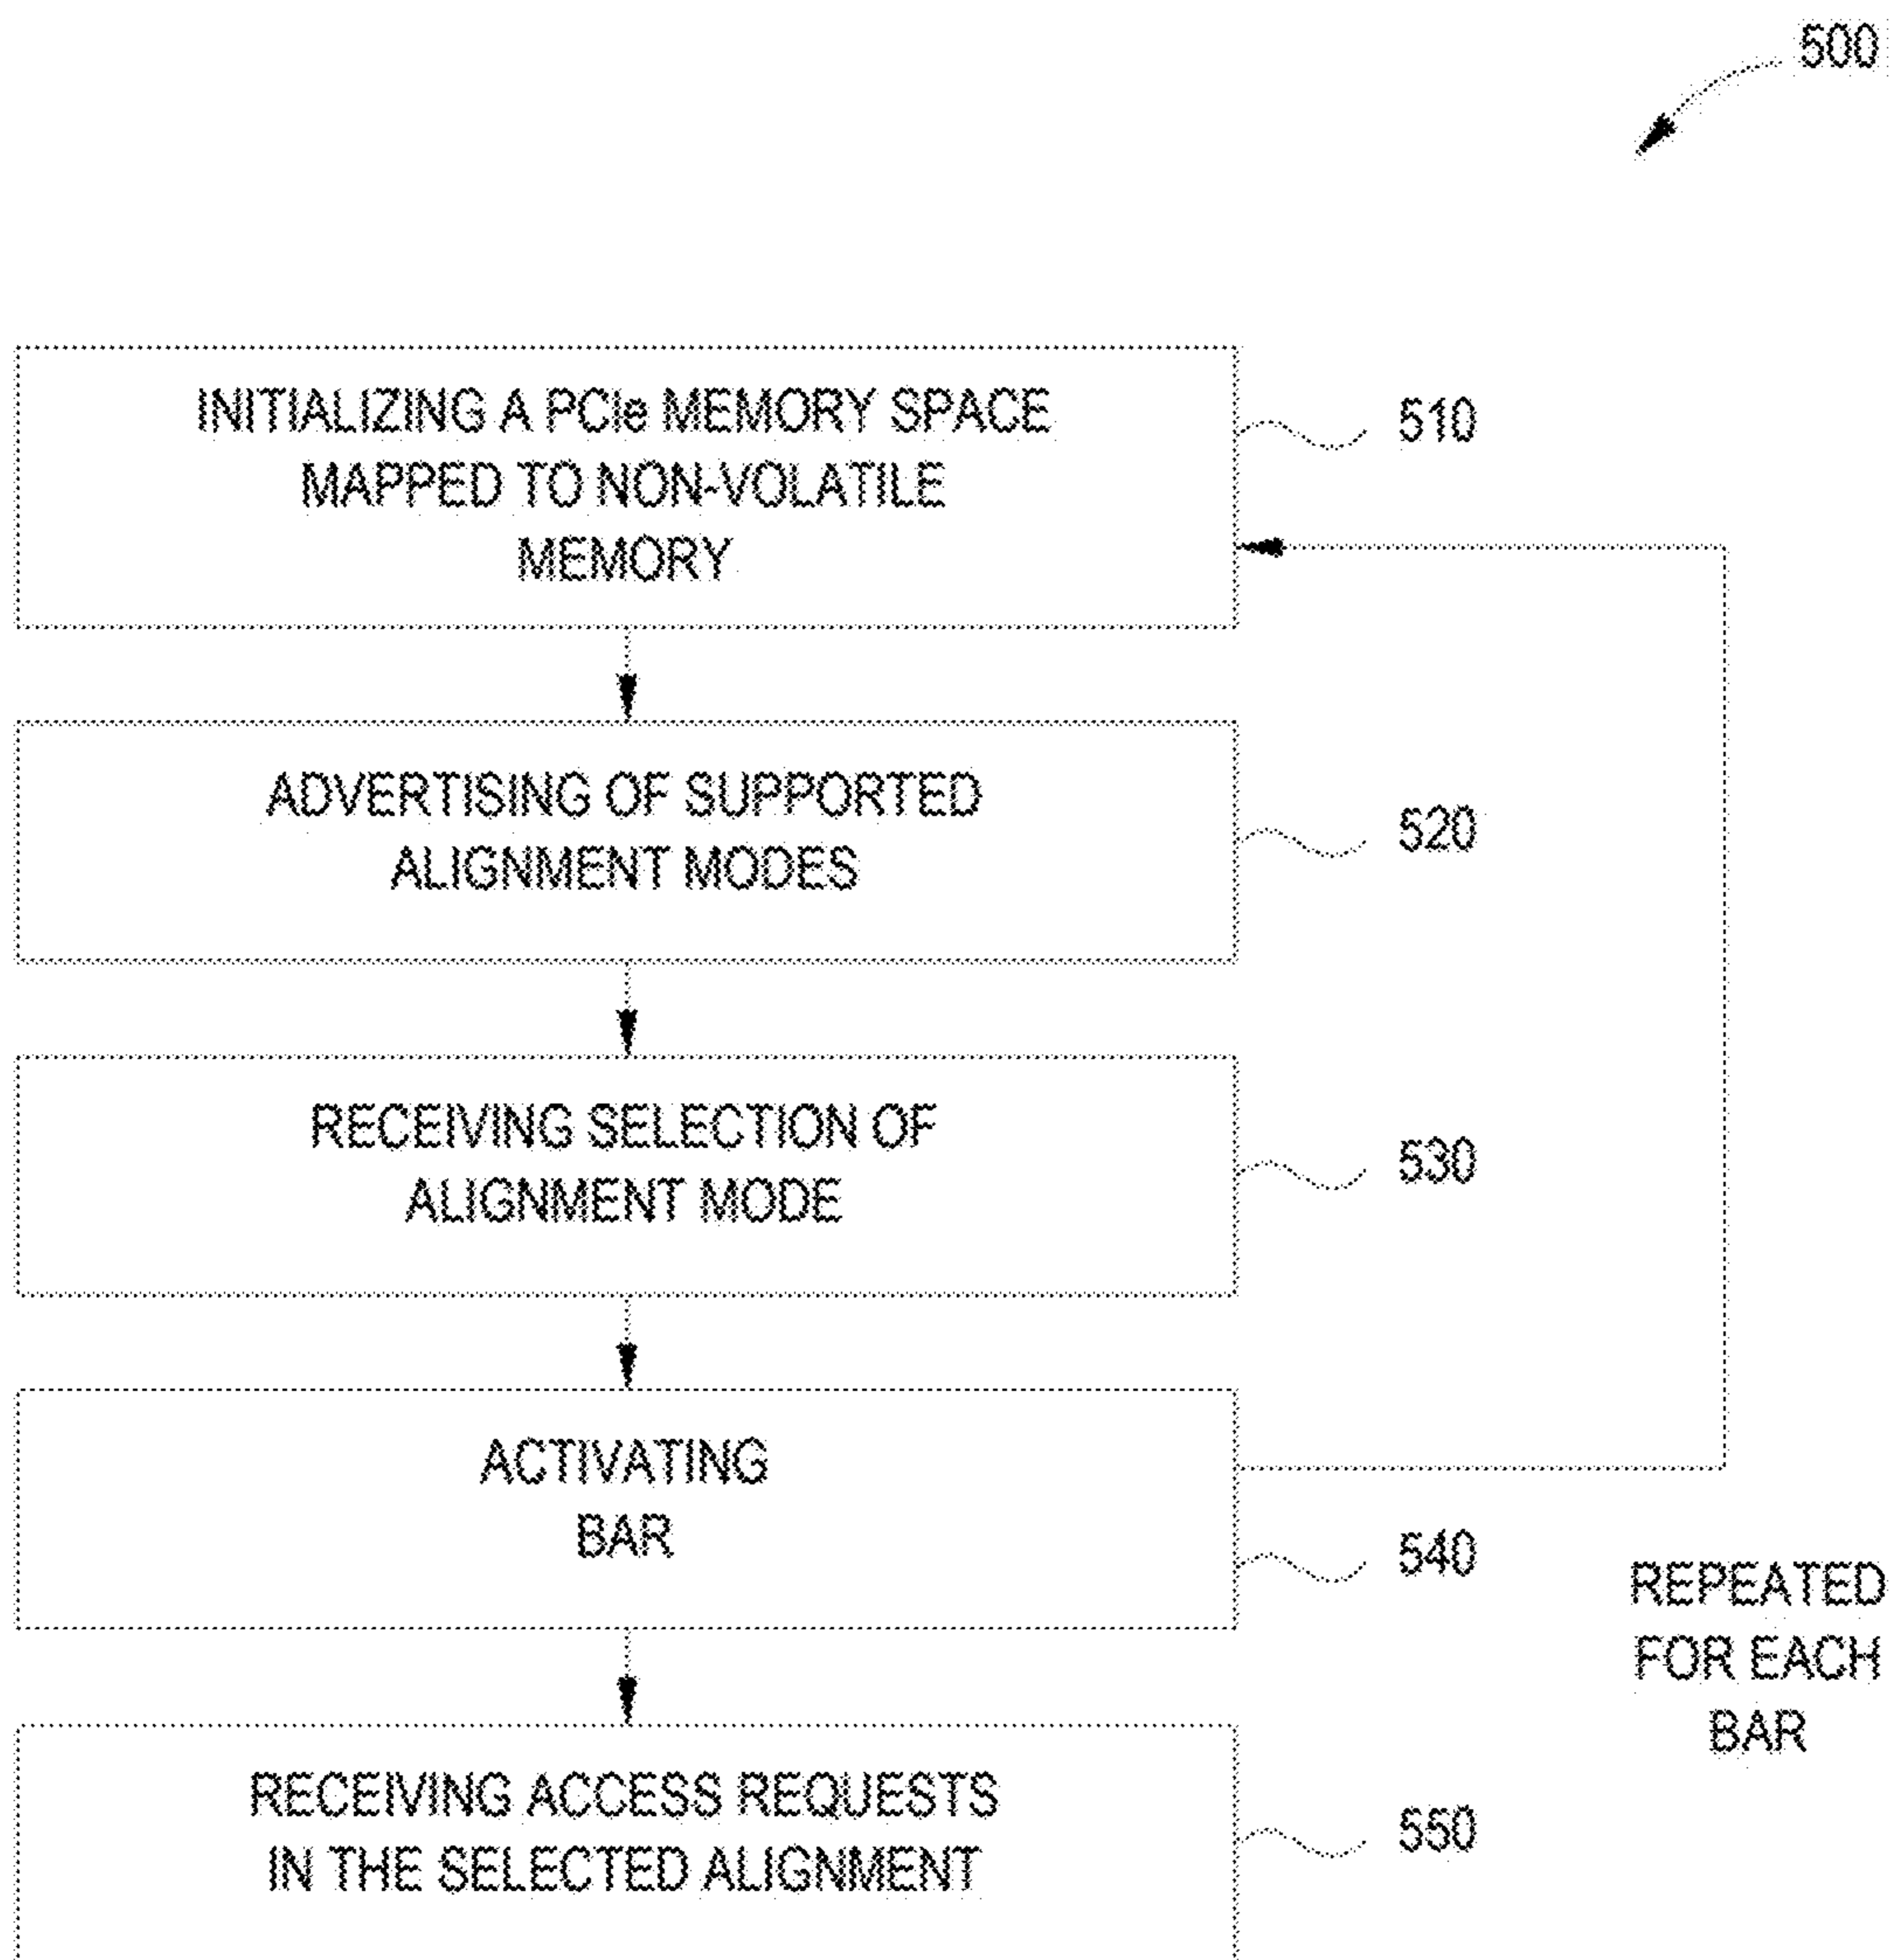 500
INITIALIZING A PCIe MEMORY SPACE
MAPPED TO NON-VOLATILE
MEMORY
510
ADVERTISING OF SUPPORTED
ALIGNMENT MODES
520
RECEIVING SELECTION OF
ALIGNMENT MODE
530
ACTIVATING
BAR
540
REPEATED
FOR EACH
BAR
RECEIVING ACCESS REQUESTS
IN THE SELECTED ALIGNMENT
550